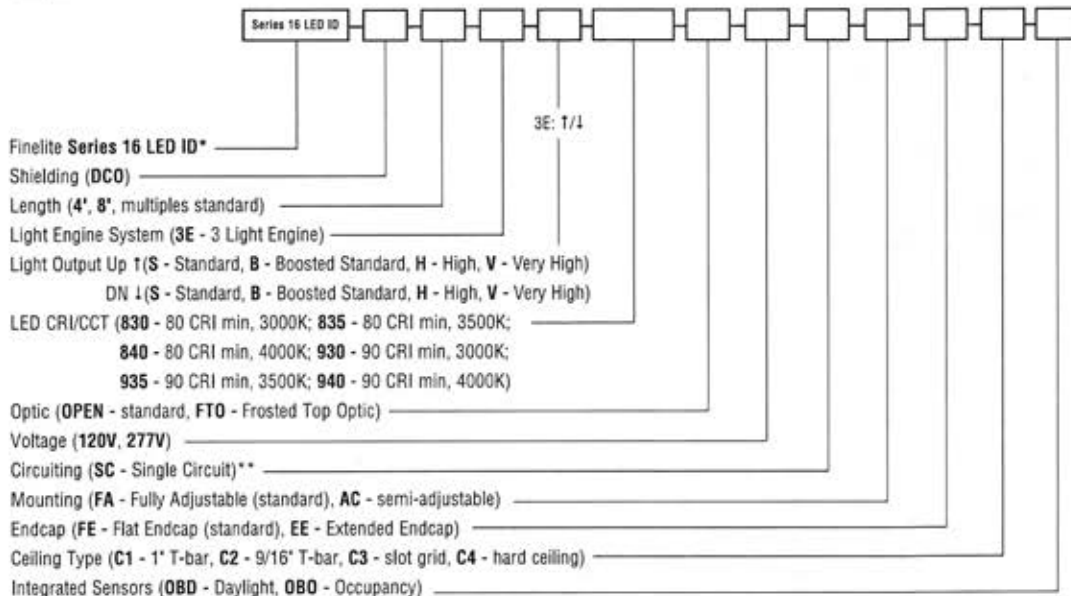 Series 16 LED ID
3E: ↑/↓
Finelite Series 16 LED ID*
Shielding (DCO)
Length (4', 8', multiples standard)
Light Engine System (3E - 3 Light Engine)
Light Output Up ↑(S - Standard, B - Boosted Standard, H - High, V - Very High)
DN ↓(S - Standard, B - Boosted Standard, H - High, V - Very High)
LED CRI/CCT (830 - 80 CRI min, 3000K; 835 - 80 CRI min, 3500K;
840 - 80 CRI min, 4000K; 930 - 90 CRI min, 3000K;
935 - 90 CRI min, 3500K; 940 - 90 CRI min, 4000K)
Optic (OPEN - standard, FTO - Frosted Top Optic)
Voltage (120V, 277V)
Circuiting (SC - Single Circuit)**
Mounting (FA - Fully Adjustable (standard), AC - semi-adjustable)
Endcap (FE - Flat Endcap (standard), EE - Extended Endcap)
Ceiling Type (C1 - 1" T-bar, C2 - 9/16" T-bar, C3 - slot grid, C4 - hard ceiling)
Integrated Sensors (OBD - Daylight, OBO - Occupancy)